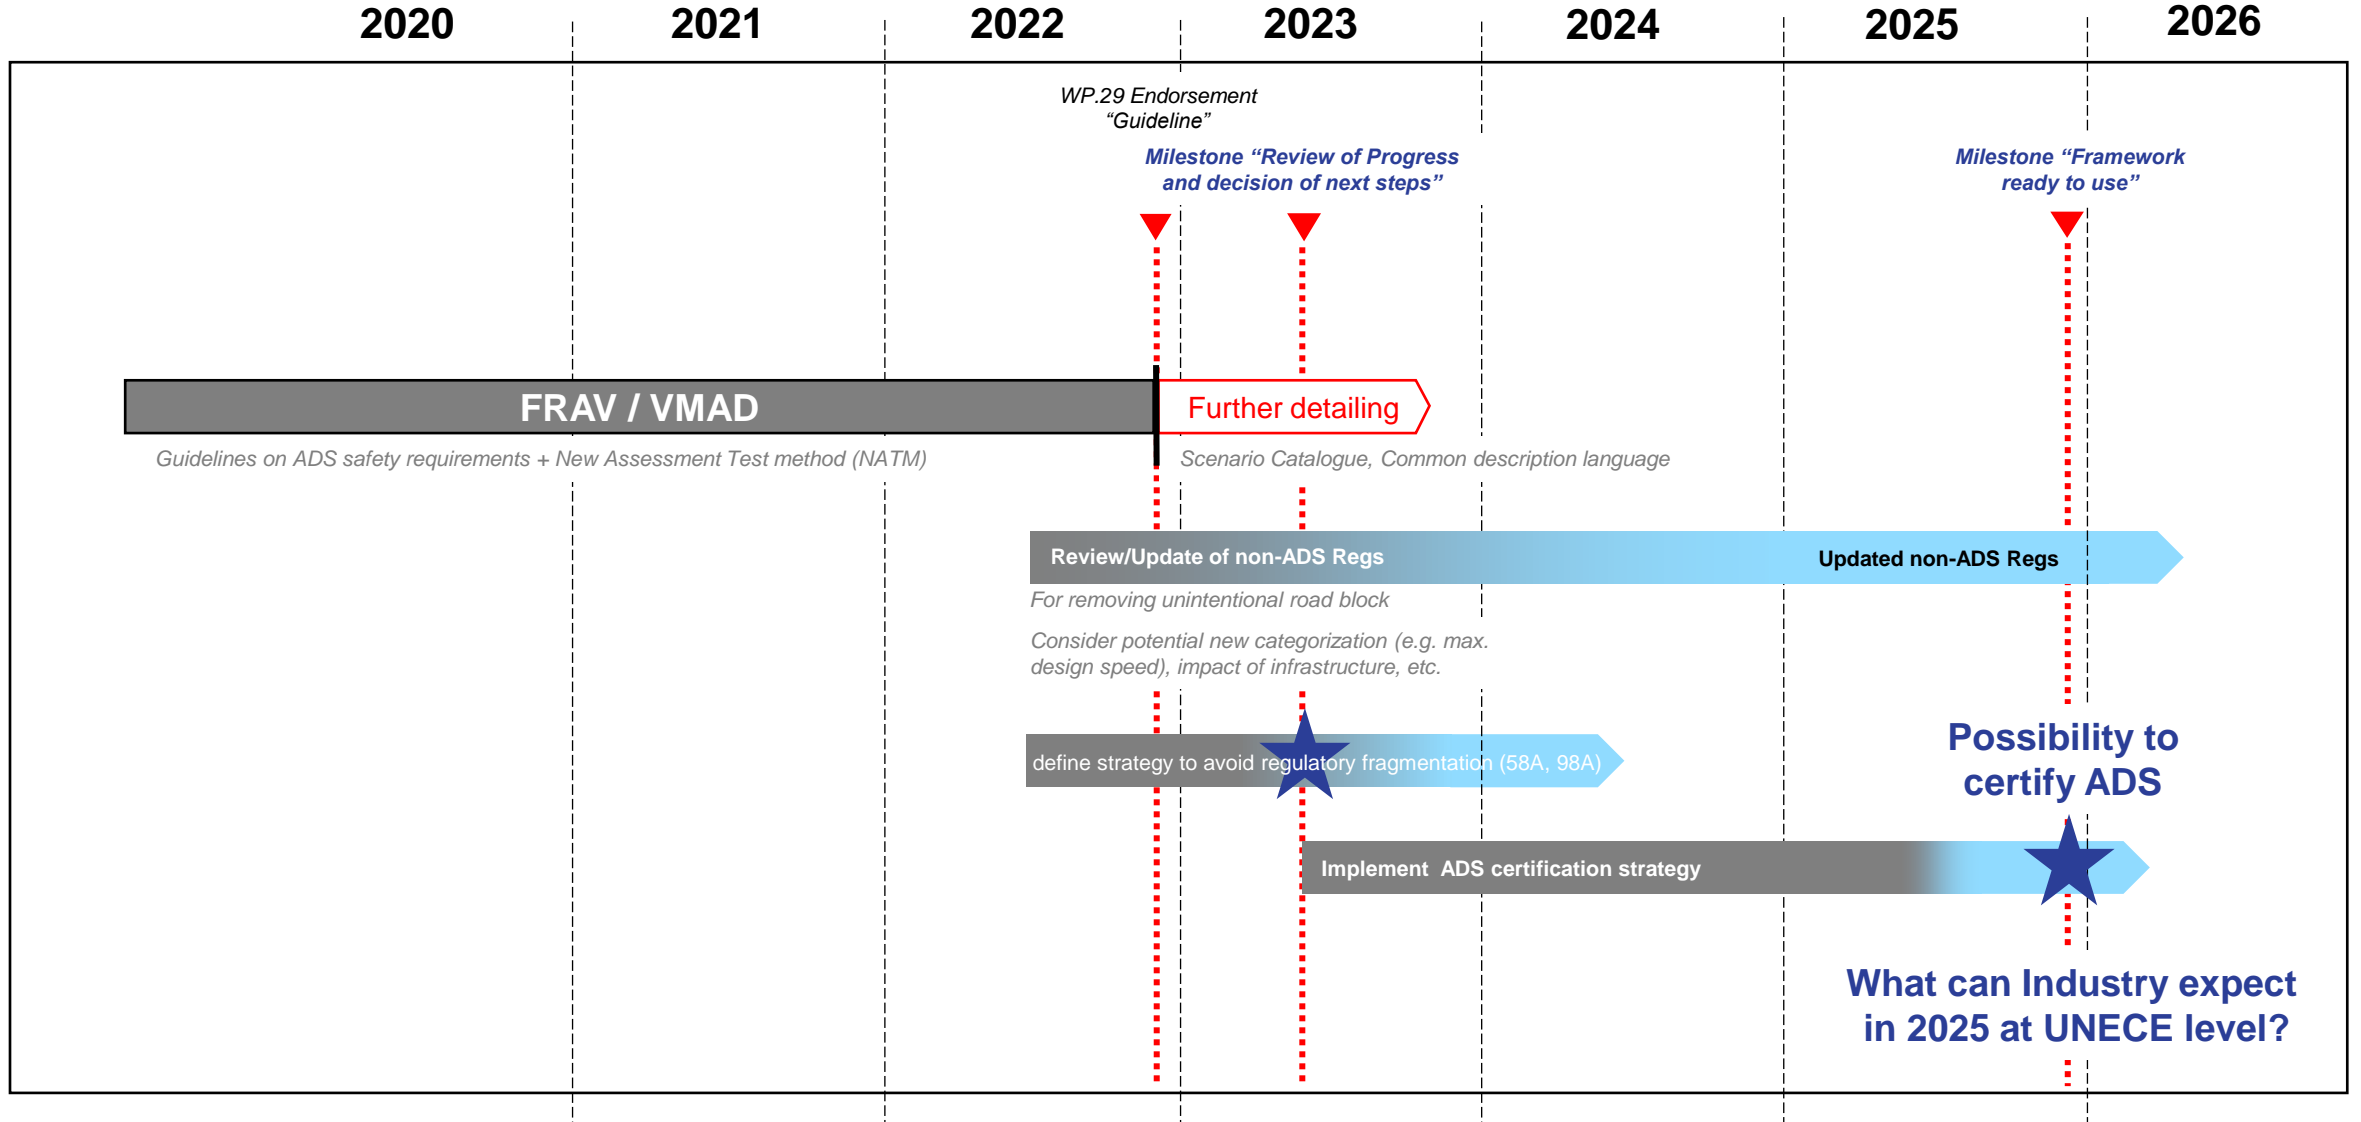 2020 2021 2022 2023 2024 2025 2026
WP.29 Endorsement
“Guideline”
Milestone “Review of Progress
and decision of next steps”
Milestone “Framework
ready to use”
FRAV / VMAD
Further detailing
Guidelines on ADS safety requirements + New Assessment Test method (NATM)
Scenario Catalogue, Common description language
Review/Update of non-ADS Regs
Updated non-ADS Regs
For removing unintentional road block
Consider potential new categorization (e.g. max.
design speed), impact of infrastructure, etc.
define strategy to avoid regulatory fragmentation (58A, 98A)
Possibility to
certify ADS
Implement ADS certification strategy
What can Industry expect
in 2025 at UNECE level?